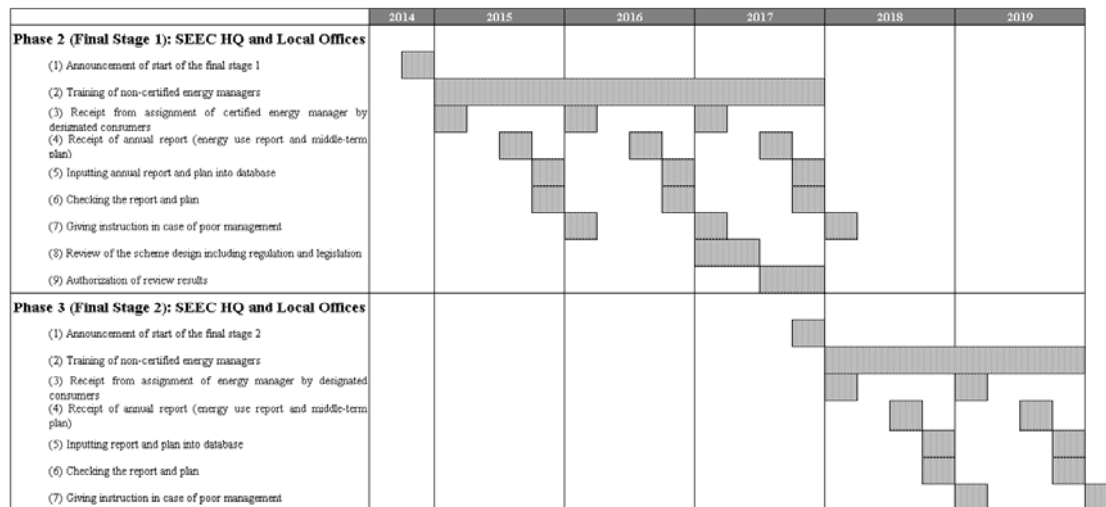 2014 2015 2016 2017 2018 2019
Phase 2 (Final Stage 1): SEEC HQ and Local Offices
(1) Announcement of start of the final stage 1
(2) Training of non-certified energy managers
(3) Receipt from assignment of certified energy manager by
designated consumers
(4) Receipt of annual report (energy use report and middle-term
plan)
(5) Inputting annual report and plan into database
(6) Checking the report and plan
(7) Giving instruction in case of poor management
(8) Review of the scheme design including regulation and legislation
(9) Authorization of review results
Phase 3 (Final Stage 2): SEEC HQ and Local Offices
(1) Announcement of start of the final stage 2
(2) Training of non-certified energy managers
(3) Receipt from assignment of energy manager by designated
consumers
(4) Receipt of annual report (energy use report and middle-term
plan)
(5) Inputting report and plan into database
(6) Checking the report and plan
(7) Giving instruction in case of poor management